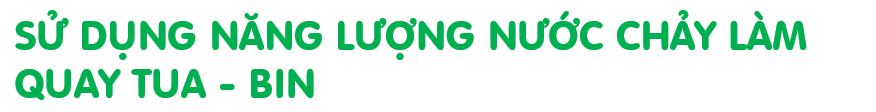 SỬ DỤNG NĂNG LƯỢNG NƯỚC CHẢY LÀM
QUAY TUA - BIN